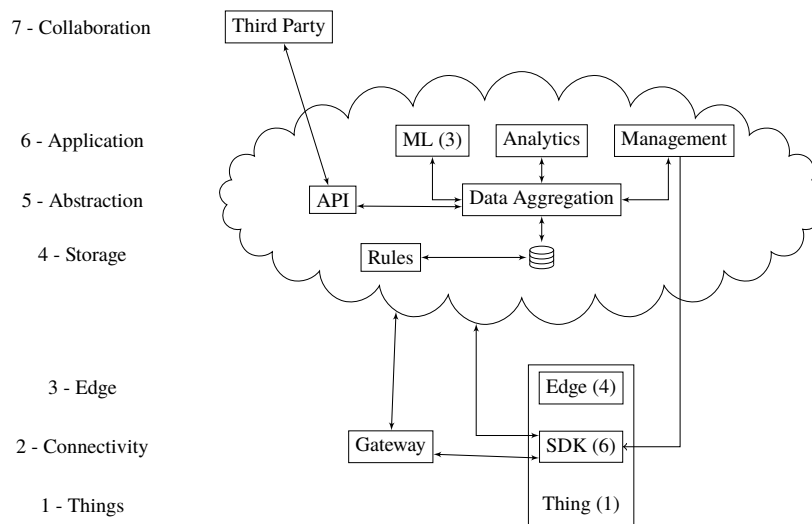 7 - Collaboration Third Party
6 - Application ML (3) Analytics Management
5 - Abstraction API Data Aggregation
4 - Storage Rules
3 - Edge Edge (4)
2 - Connectivity Gateway SDK (6)
1 - Things Thing (1)